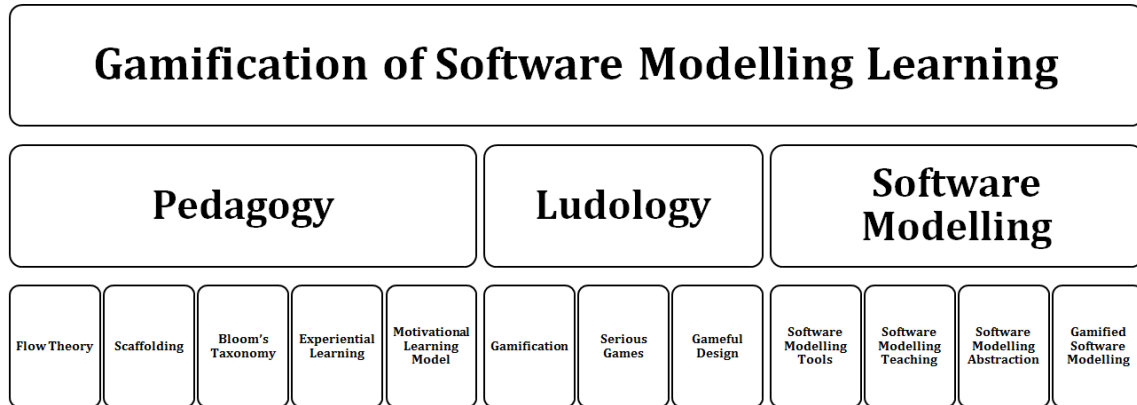 Gamification of Software Modelling Learning
Pedagogy
Ludology
Software
Modelling
Flow Theory
Scaffolding
Bloom's
Taxonomy
Experiential
Learning
Motivational
Learning
Model
Gamification
Serious
Games
Gameful
Design
Software
Modelling
Tools
Software
Modelling
Teaching
Software
Modelling
Abstraction
Gamified
Software
Modelling